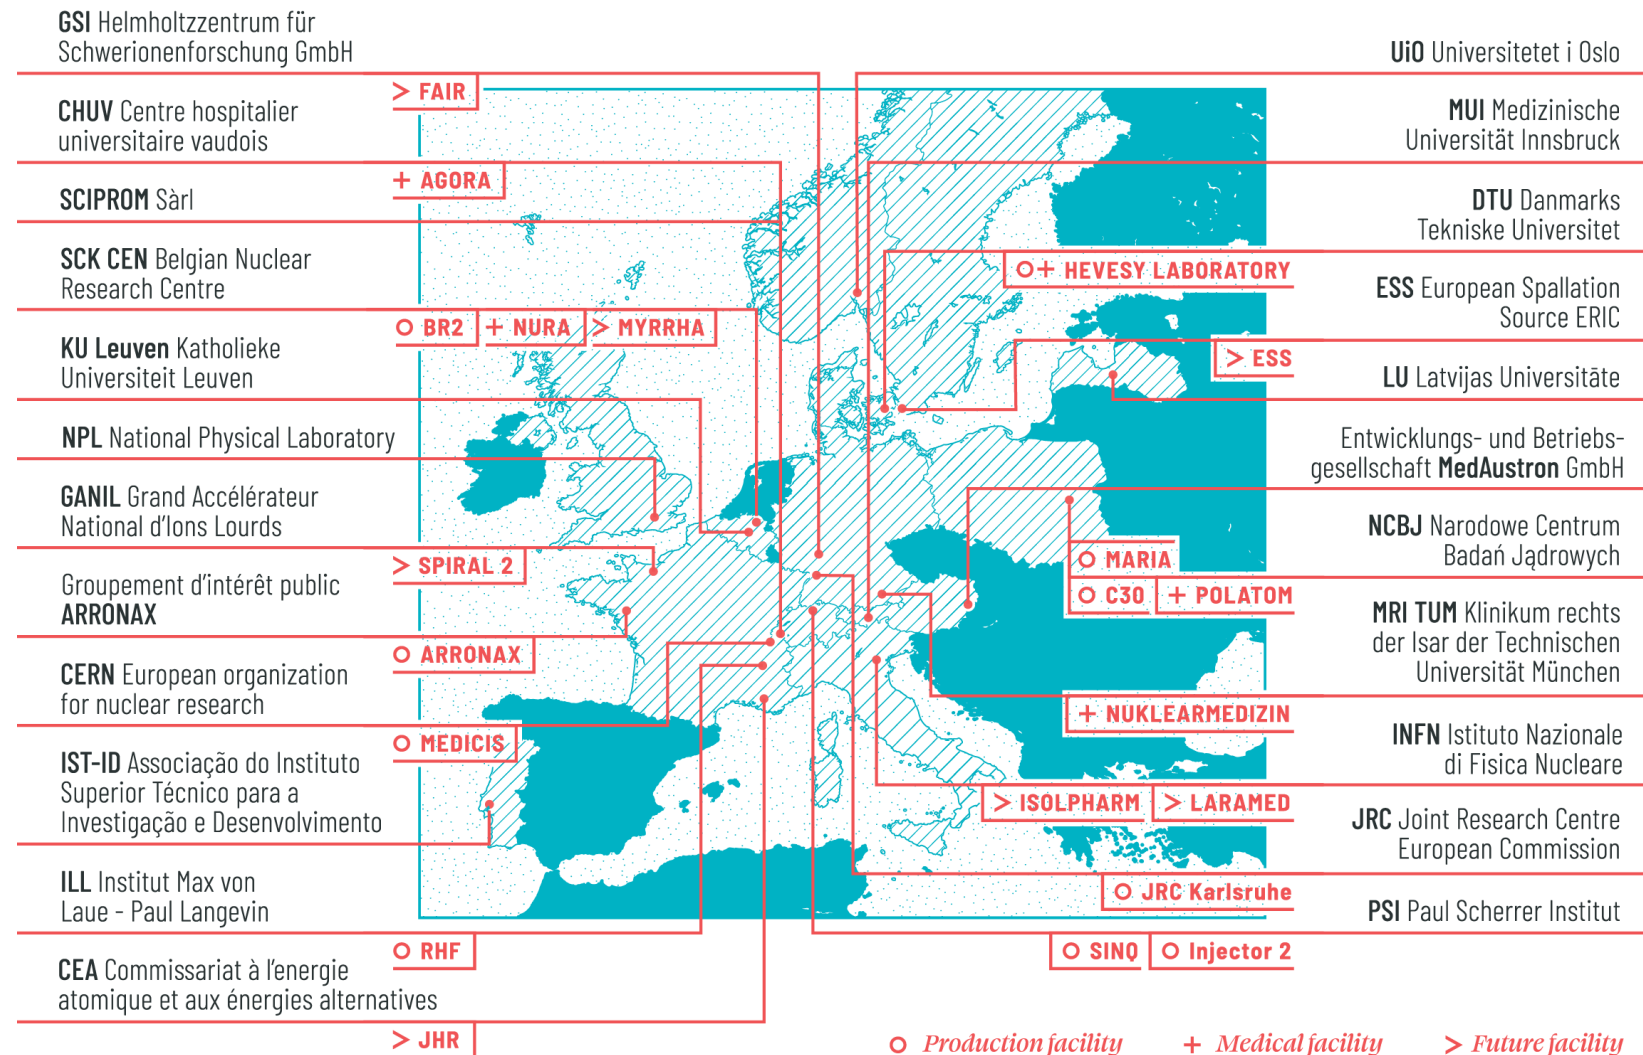 GSI Helmholtzzentrum für
Schwerionenforschung GmbH
> FAIR
CHUV Centre hospitalier
universitaire vaudois
+ AGORA
SCIPROM Sàrl
SCK CEN Belgian Nuclear
Research Centre
O BR2 + NURA > MYRRHA
KU Leuven Katholieke
Universiteit Leuven
NPL National Physical Laboratory
GANIL Grand Accélérateur
National d'Ions Lourds
> SPIRAL 2
Groupement d'intérêt public
ARRONAX
O ARRONAX
CERN European organization
for nuclear research
O MEDICIS
IST-ID Associação do Instituto
Superior Técnico para a
Investigação e Desenvolvimento
ILL Institut Max von
Laue - Paul Langevin
O RHF
CEA Commissariat à l'energie
atomique et aux énergies alternatives
> JHR
UiO Universitetet i Oslo
MUI Medizinische
Universität Innsbruck
DTU Danmarks
Tekniske Universitet
O+ HEVESY LABORATORY
ESS European Spallation
Source ERIC
> ESS
LU Latvijas Universitāte
Entwicklungs- und Betriebs-
gesellschaft MedAustron GmbH
NCBJ Narodowe Centrum
Badań Jądrowych
O MARIA
O C30 + POLATOM
MRI TUM Klinikum rechts
der Isar der Technischen
Universität München
+ NUKLEARMEDIZIN
INFN Istituto Nazionale
di Fisica Nucleare
> ISOLPHARM > LARAMED
JRC Joint Research Centre
European Commission
O JRC Karlsruhe
PSI Paul Scherrer Institut
O SINQ O Injector 2
O Production facility + Medical facility > Future facility